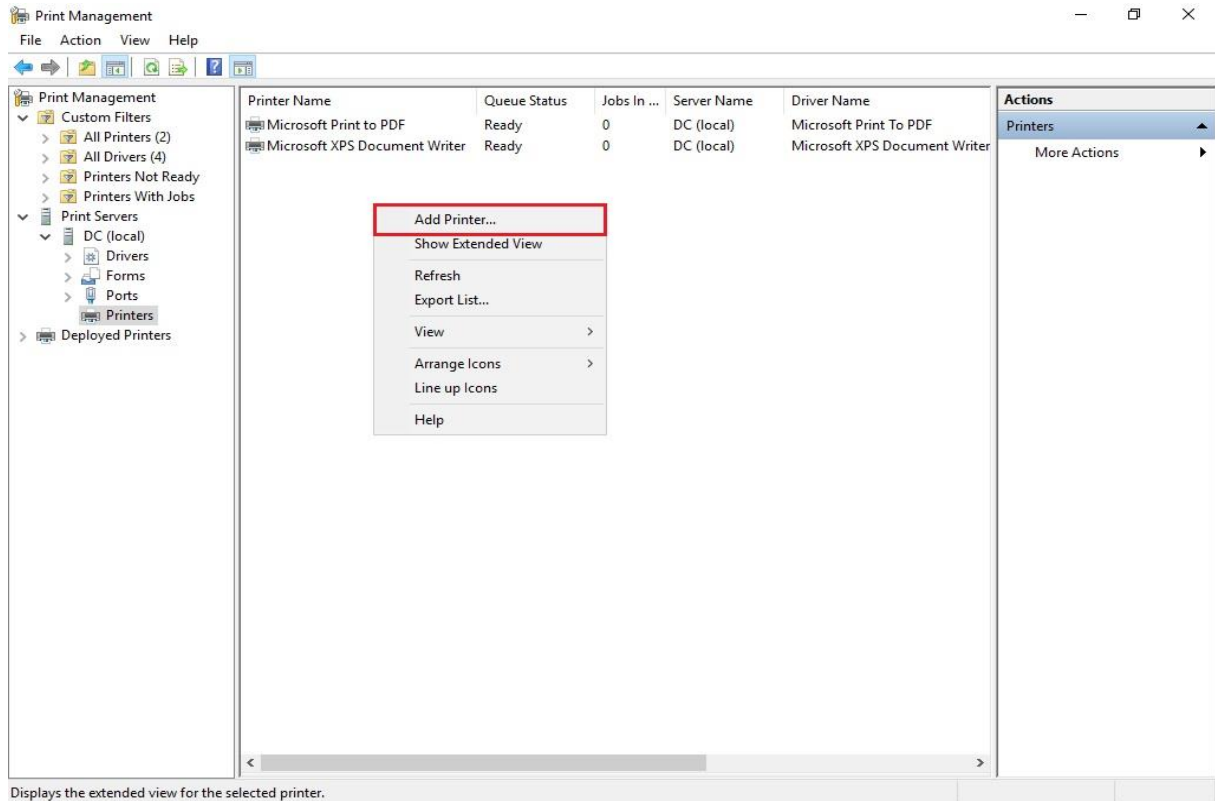 Print Management
File Action View Help
Print Management
Custom Filters
All Printers (2)
All Drivers (4)
Printers Not Ready
Printers With Jobs
Print Servers
DC (local)
Drivers
Forms
Ports
Printers
Deployed Printers
Printer Name Queue Status Jobs In ... Server Name Driver Name
Microsoft Print to PDF Ready 0 DC (local) Microsoft Print To PDF
Microsoft XPS Document Writer Ready 0 DC (local) Microsoft XPS Document Writer
Add Printer...
Show Extended View
Refresh
Export List...
View
Arrange Icons
Line up Icons
Help
Actions
Printers
More Actions
Displays the extended view for the selected printer.